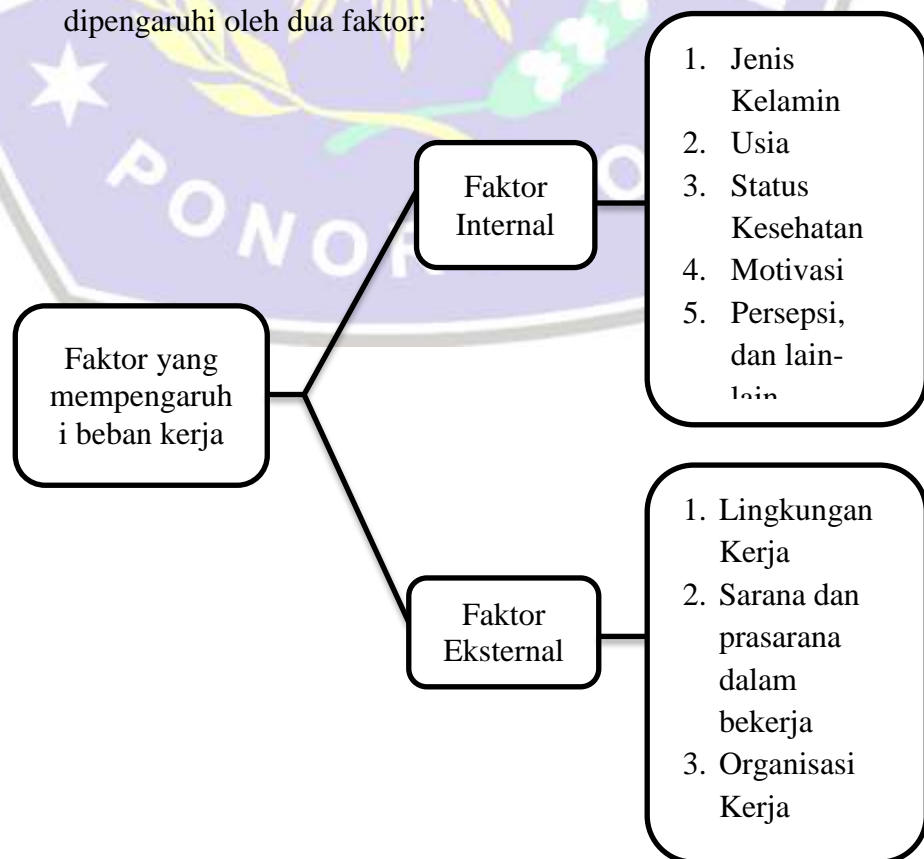 dipengaruhi oleh dua faktor:
1. Jenis
Kelamin
2. Usia
3. Status
Kesehatan
4. Motivasi
5. Persepsi,
dan lain-
lain
Faktor
Internal
PONOR O
Faktor yang
mempengaruh
i beban kerja
1. Lingkungan
Kerja
2. Sarana dan
prasarana
dalam
bekerja
3. Organisasi
Kerja
Faktor
Eksternal